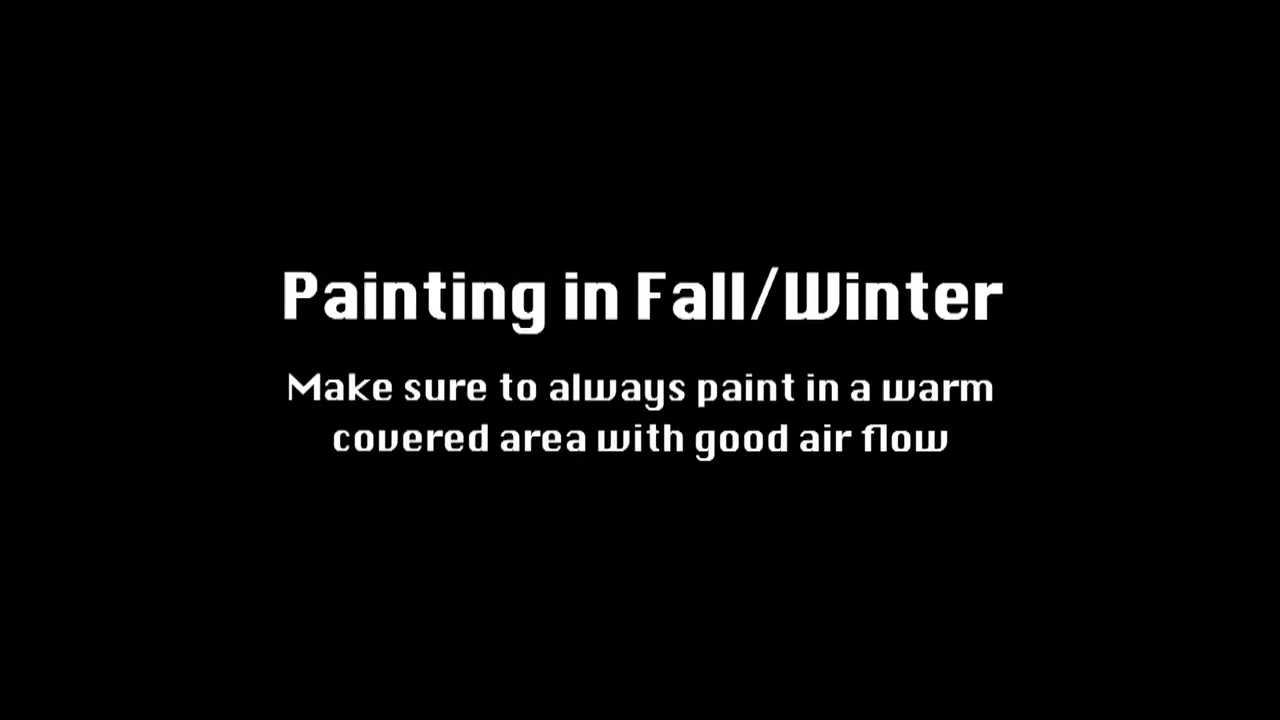 Painting in Fall/Winter
Make sure to always paint in a warm
covered area with good air flow